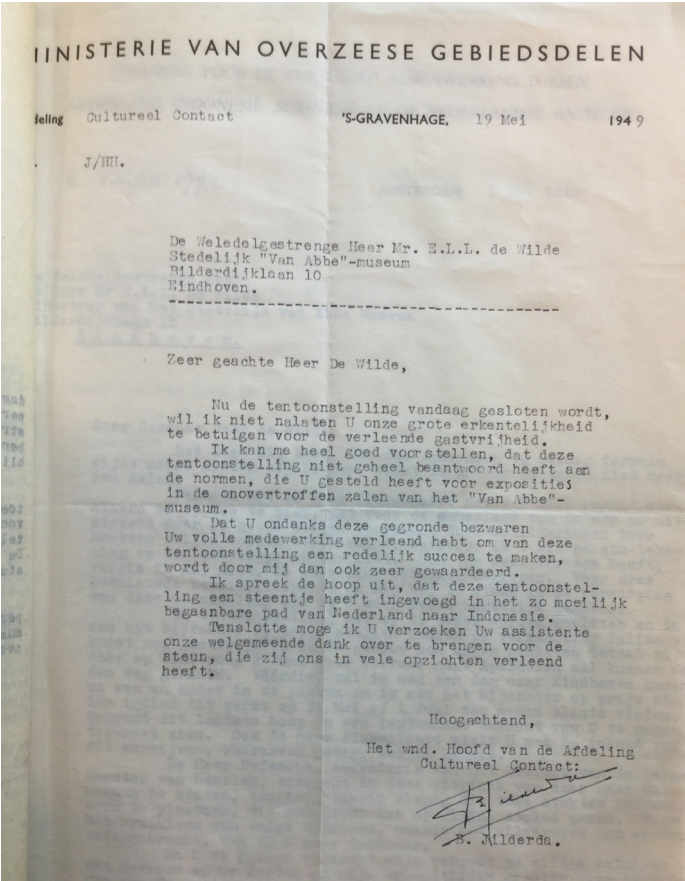 MINISTERIE VAN OVERZEESE GEBIEDSDELEN
deling Cultureel Contact 'S-GRAVENHAGE, 19 Mei 1949
J/HH.
De Weledelgestrenge Heer Mr. E.L.L. de Wilde
Stedelijk "Van Abbe"-museum
Bilderdijklaan 10
Eindhoven.
Zeer geachte Heer De Wilde,
Nu de tentoonstelling vandaag gesloten wordt,
wil ik niet nalaten U onze grote erkentelijkheid
te betuigen voor de verleende gastvrijheid.
Ik kan me heel goed voorstellen, dat deze
tentoonstelling niet geheel beantwoord heeft aan
de normen, die U gesteld heeft voor exposities
in de onovertroffen zalen van het "Van Abbe"-
museum.
Dat U ondanks deze gegronde bezwaren
Uw volle medewerking verleend hebt om van deze
tentoonstelling een redelijk succes te maken,
wordt door mij dan ook zeer gewaardeerd.
Ik spreek de hoop uit, dat deze tentoonstel-
ling een steentje heeft ingevoegd in het zo moeilijk
begaanbare pad van Nederland naar Indonesie.
Tenslotte moge ik U verzoeken Uw assistente
onze welgemeende dank over te brengen voor de
steun, die zij ons in vele opzichten verleend
heeft.
Hoogachtend,
Het wnd. Hoofd van de Afdeling
Cultureel Contact:
B. Rilderda.